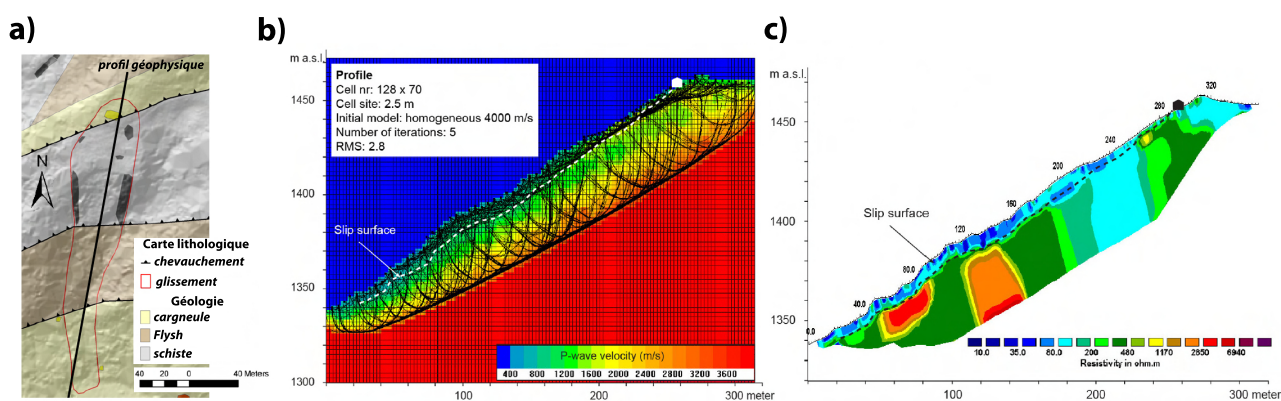 a)
profil géophysique
N
Carte lithologique
chevauchement
glissement
Géologie
cargneule
Flysh
schiste
40 20 0 40 Meters
b)
m a.s.l.
Profile
Cell nr: 128 x 70
Cell site: 2.5 m
Initial model: homogeneous 4000 m/s
Number of iterations: 5
RMS: 2.8
1450
1400
1350
1300
Slip surface
P-wave velocity (m/s)
400 800 1200 1600 2000 2400 2800 3200 3600
100 200 300 meter
c)
m a.s.l.
1450
1400
1350
320
280
240
200
160
120
80.0
40.0
0.0
Slip surface
10.0 35.0 80.0 200 480 1170 2850 6940
Resistivity in ohm.m
100 200 300 meter